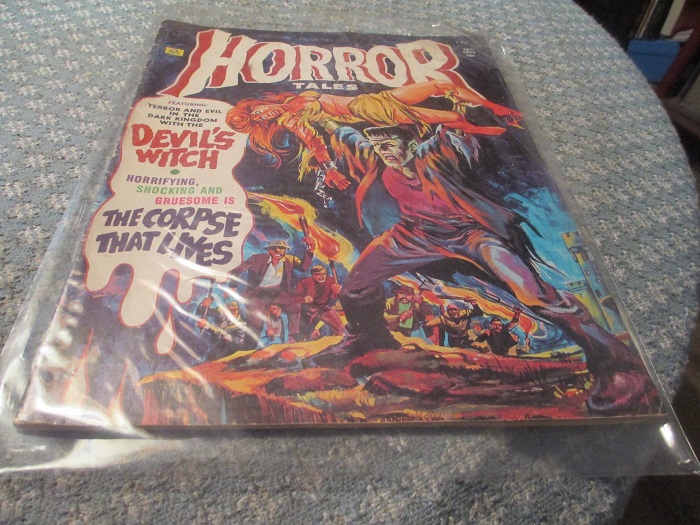 HORROR
TALES
FEATURING:
TERROR AND EVIL
IN THE
DARK KINGDOM
WITH THE
DEVIL'S
WITCH
HORRIFYING,
SHOCKING AND
GRUESOME IS
THE CORPSE
THAT LIVES